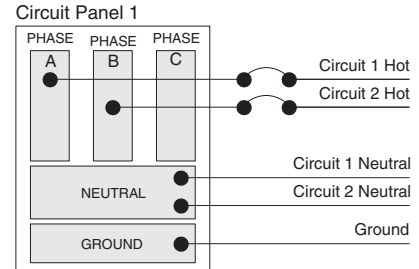 Circuit Panel 1
PHASE PHASE PHASE
A B C
Circuit 1 Hot
Circuit 2 Hot
Circuit 1 Neutral
NEUTRAL
Circuit 2 Neutral
Ground
GROUND